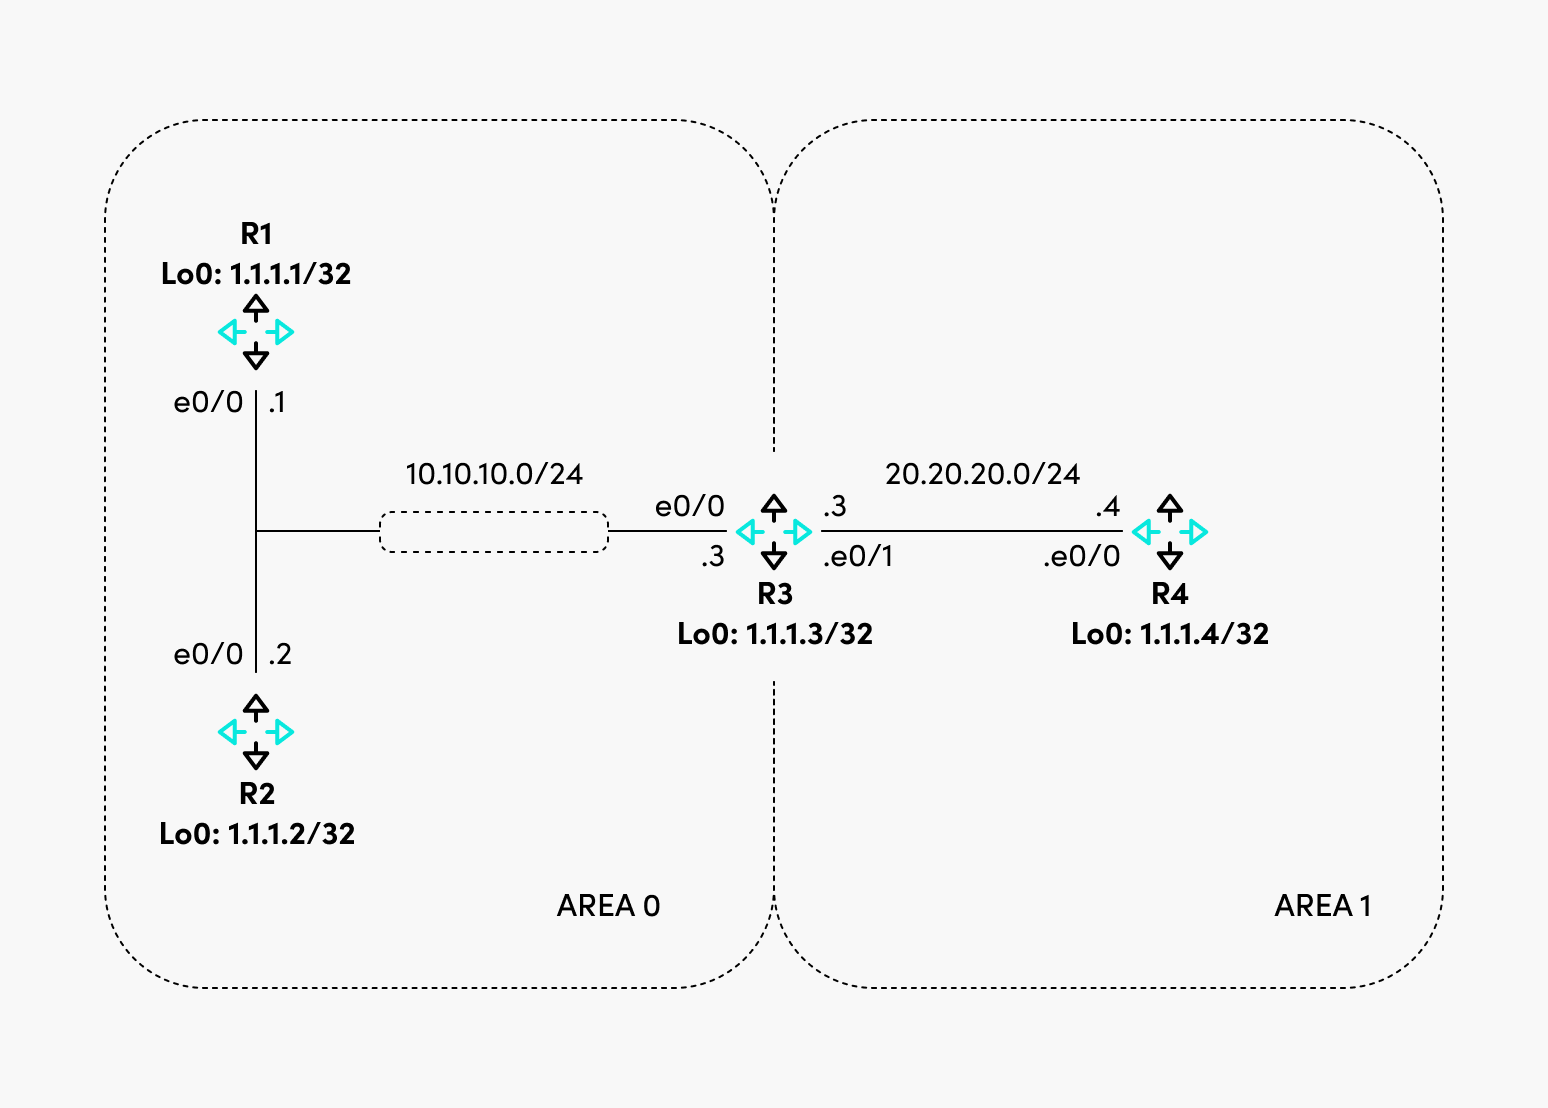 R1
Lo0: 1.1.1.1/32
e0/0
.1
10.10.10.0/24
20.20.20.0/24
e0/0
.3
.4
.3
.e0/1
.e0/0
R3
Lo0: 1.1.1.3/32
R4
Lo0: 1.1.1.4/32
e0/0
.2
R2
Lo0: 1.1.1.2/32
AREA 0
AREA 1